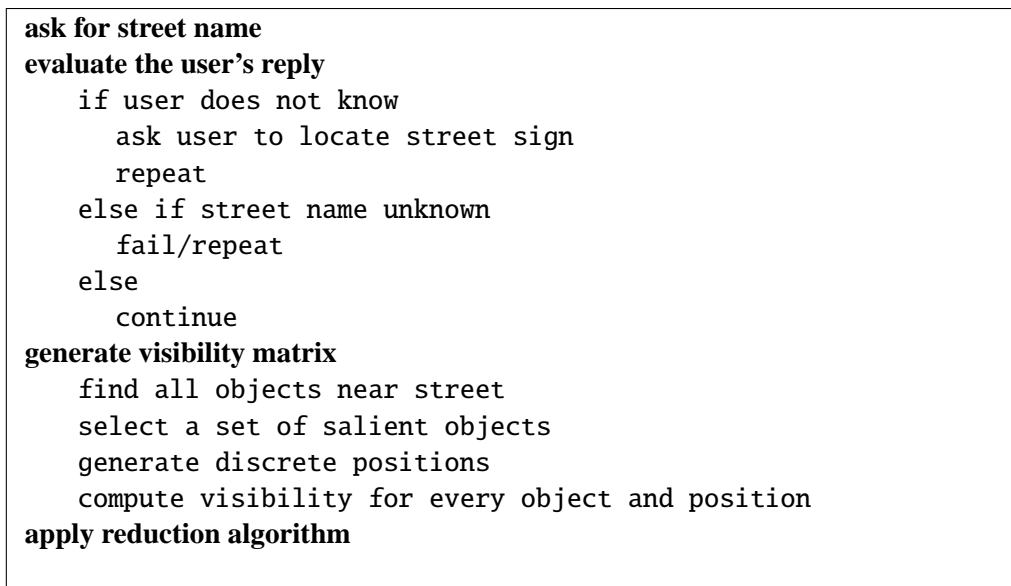 ask for street name
evaluate the user’s reply
if user does not know
ask user to locate street sign
repeat
else if street name unknown
fail/repeat
else
continue
generate visibility matrix
find all objects near street
select a set of salient objects
generate discrete positions
compute visibility for every object and position
apply reduction algorithm